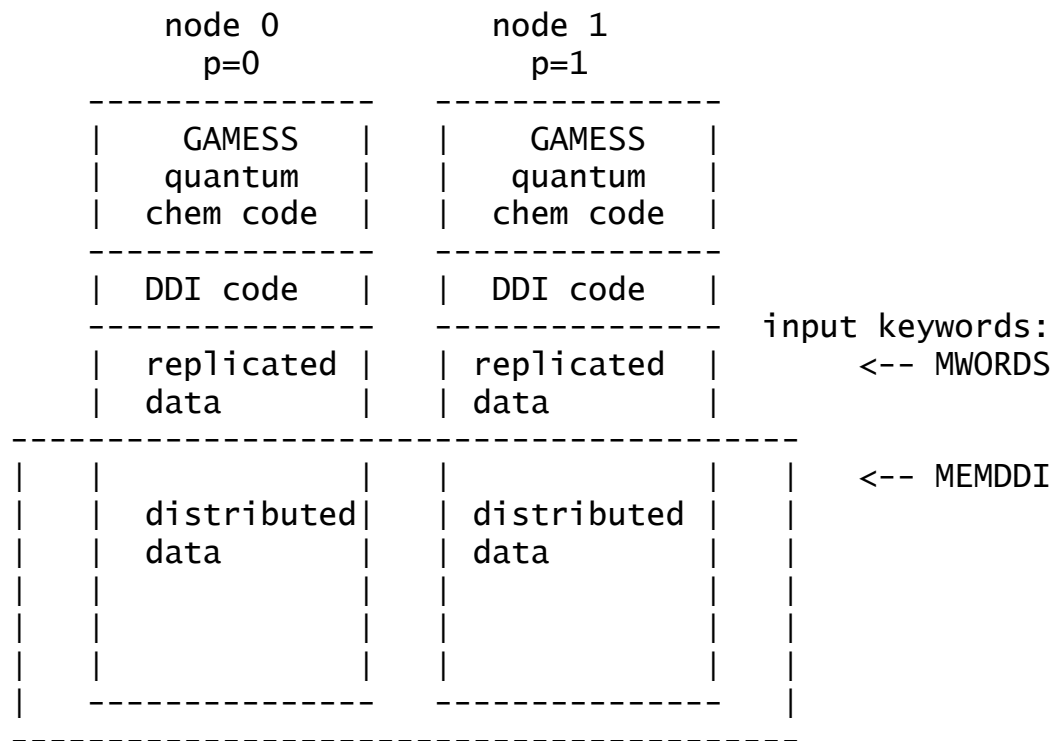 node 0 node 1
p=0 p=1
--------------- ---------------
| GAMESS | | GAMESS |
| quantum | | quantum |
| chem code | | chem code |
--------------- ---------------
| DDI code | | DDI code |
--------------- --------------- input keywords:
| replicated | | replicated | <-- MWORDS
| data | | data |
-----------------------------------------
| | | | | | <-- MEMDDI
| | distributed| | distributed | |
| | data | | data | |
| | | | | |
| | | | | |
| | | | | |
| --------------- --------------- |
-----------------------------------------